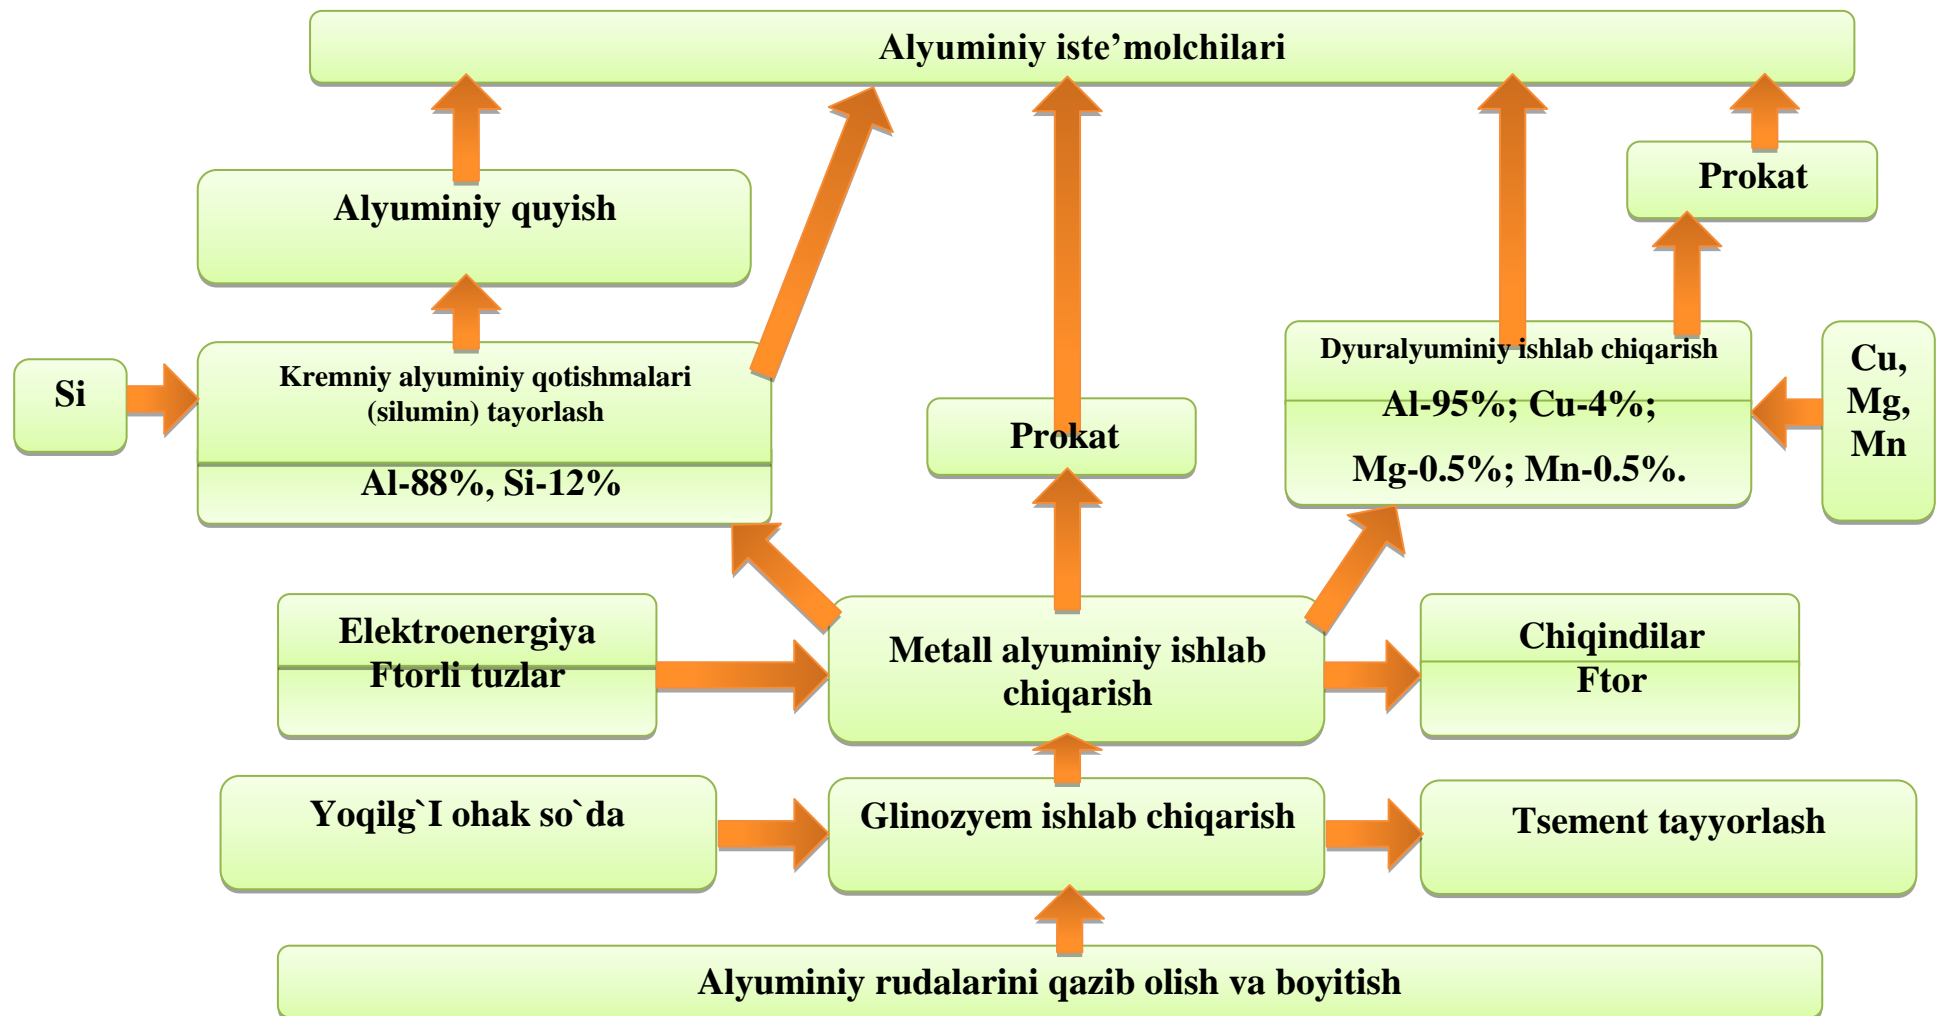 Alyuminiy iste’molchilari
Prokat
Alyuminiy quyish
Si
Kremniy alyuminiy qotishmalari
(silumin) tayorlash
Al-88%, Si-12%
Prokat
Dyuralyuminiy ishlab chiqarish
Al-95%; Cu-4%;
Mg-0.5%; Mn-0.5%.
Cu,
Mg,
Mn
Elektroenergiya
Ftorli tuzlar
Metall alyuminiy ishlab
chiqarish
Chiqindilar
Ftor
Yoqilg`I ohak so`da
Glinozyem ishlab chiqarish
Tsement tayyorlash
Alyuminiy rudalarini qazib olish va boyitish